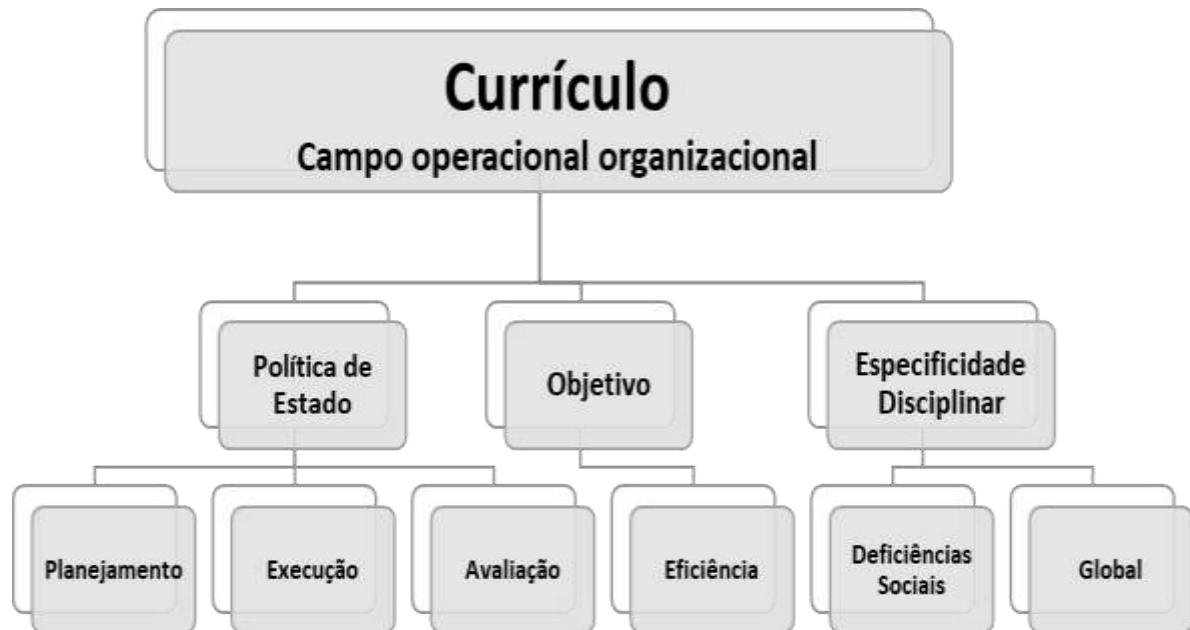 Currículo
Campo operacional organizacional
Política de
Estado
Objetivo
Especificidade
Disciplinar
Planejamento
Execução
Avaliação
Eficiência
Deficiências
Sociais
Global